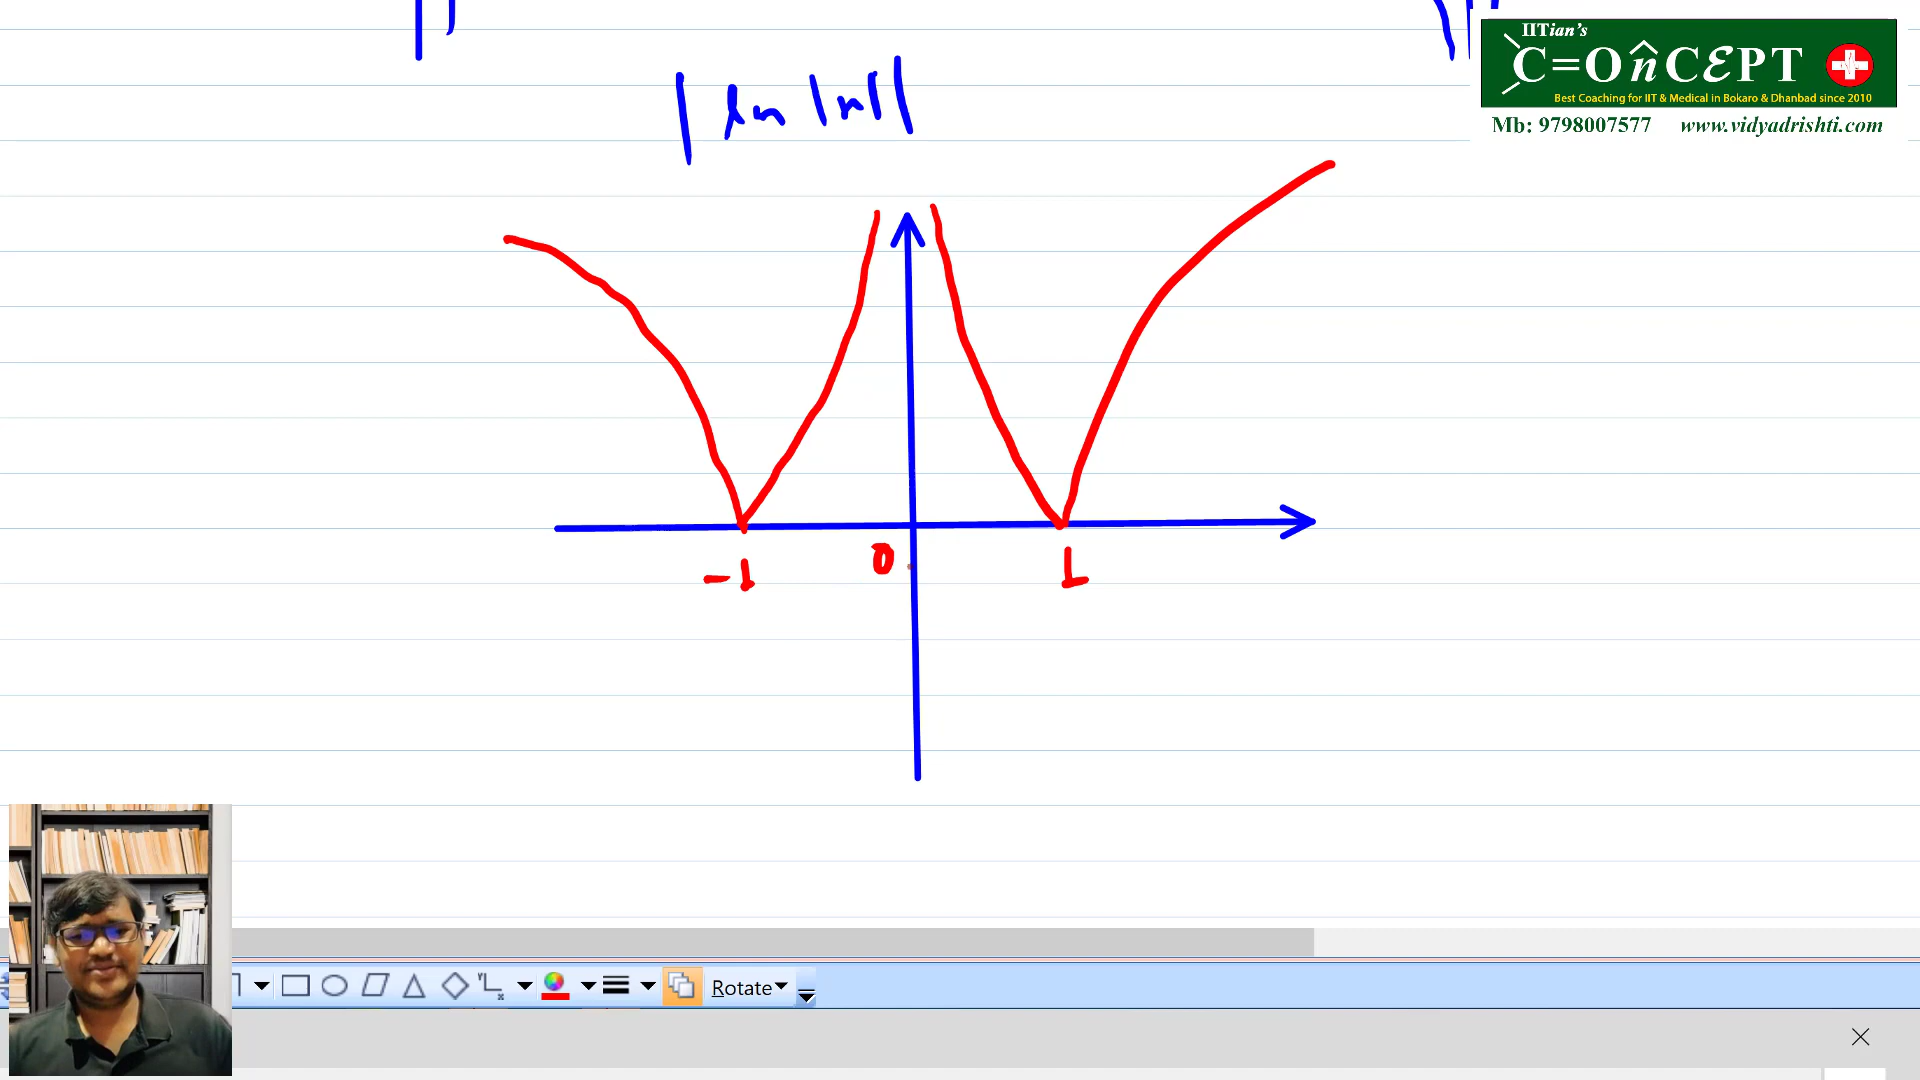 IITian's
C=OnCEPT
Best Coaching for IIT & Medical in Bokaro & Dhanbad since 2010
Mb: 9798007577 www.vidyadrishti.com
| ln |x||
-1 0 1
Rotate